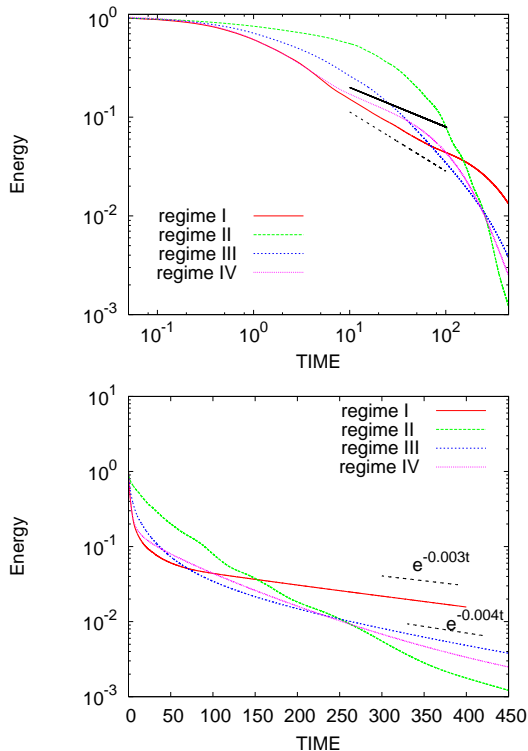 10^0
10^-1
10^-2
10^-3
Energy
regime I
regime II
regime III
regime IV
10^-1 10^0 10^1 10^2
TIME
10^1
10^0
10^-1
10^-2
10^-3
Energy
regime I
regime II
regime III
regime IV
e^-0.003t
e^-0.004t
0 50 100 150 200 250 300 350 400 450
TIME